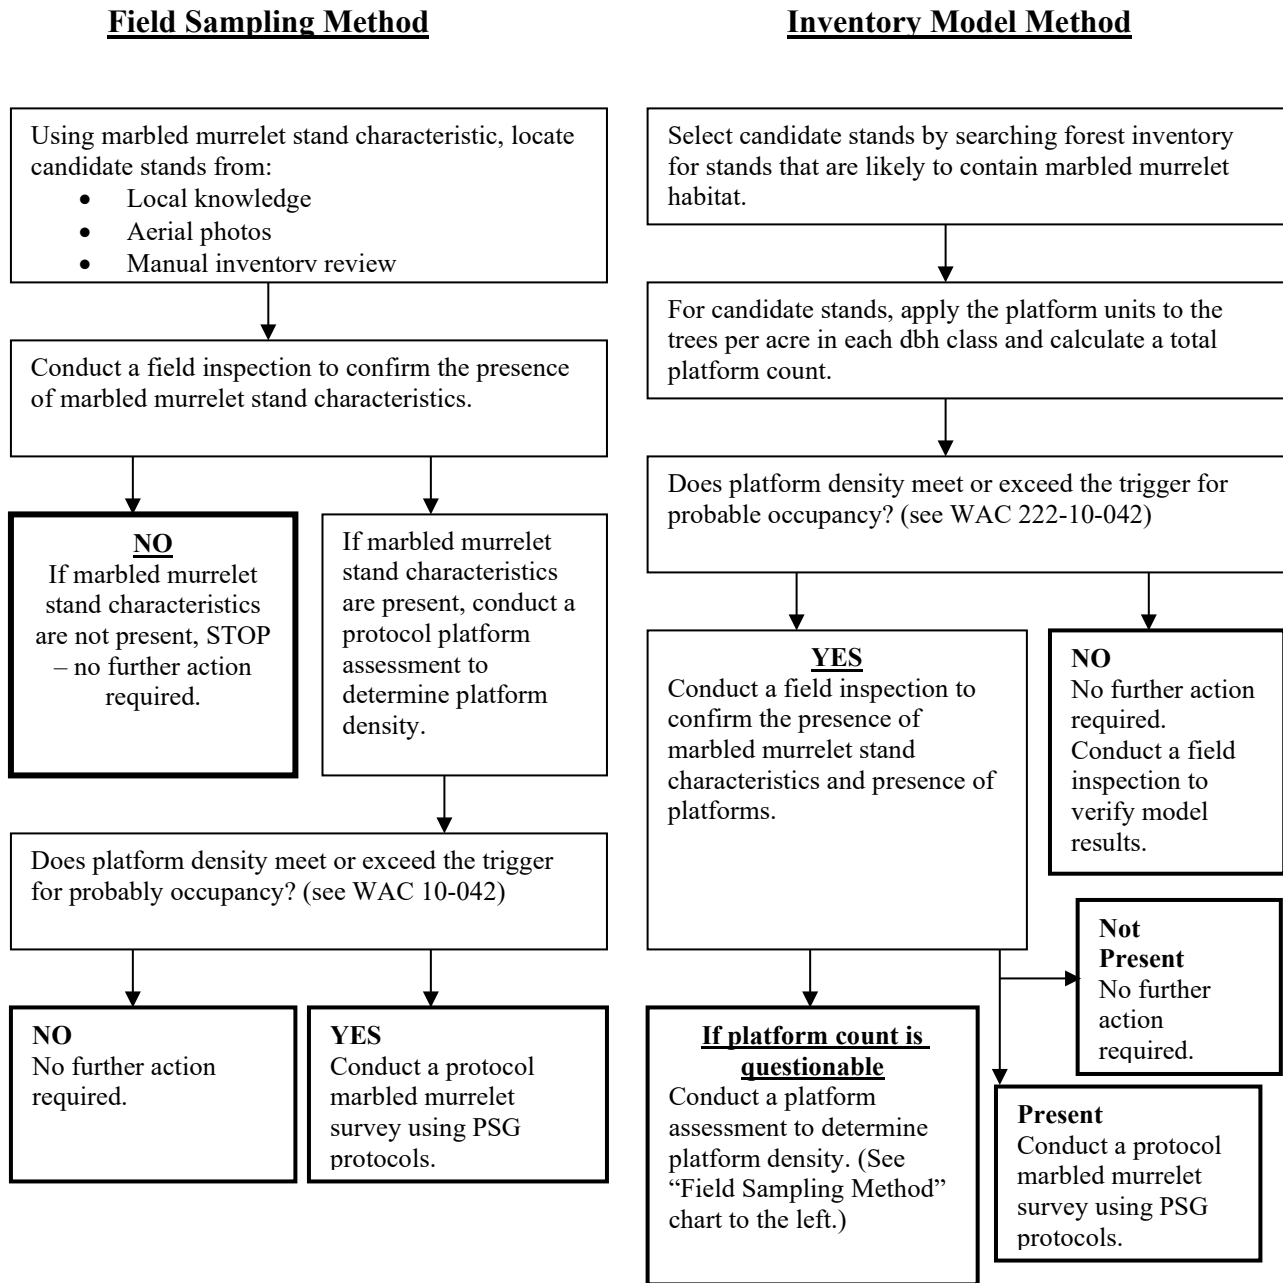 Field Sampling Method
Using marbled murrelet stand characteristic, locate
candidate stands from:
• Local knowledge
• Aerial photos
• Manual inventory review
Conduct a field inspection to confirm the presence
of marbled murrelet stand characteristics.
NO
If marbled murrelet
stand characteristics
are not present, STOP
– no further action
required.
If marbled murrelet
stand characteristics
are present, conduct a
protocol platform
assessment to
determine platform
density.
Does platform density meet or exceed the trigger
for probably occupancy? (see WAC 10-042)
NO
No further action
required.
YES
Conduct a protocol
marbled murrelet
survey using PSG
protocols.
Inventory Model Method
Select candidate stands by searching forest inventory
for stands that are likely to contain marbled murrelet
habitat.
For candidate stands, apply the platform units to the
trees per acre in each dbh class and calculate a total
platform count.
Does platform density meet or exceed the trigger for
probable occupancy? (see WAC 222-10-042)
YES
Conduct a field inspection to
confirm the presence of
marbled murrelet stand
characteristics and presence of
platforms.
NO
No further action
required.
Conduct a field
inspection to
verify model
results.
Not
Present
No further
action
required.
If platform count is
questionable
Conduct a platform
assessment to determine
platform density. (See
“Field Sampling Method”
chart to the left.)
Present
Conduct a protocol
marbled murrelet
survey using PSG
protocols.